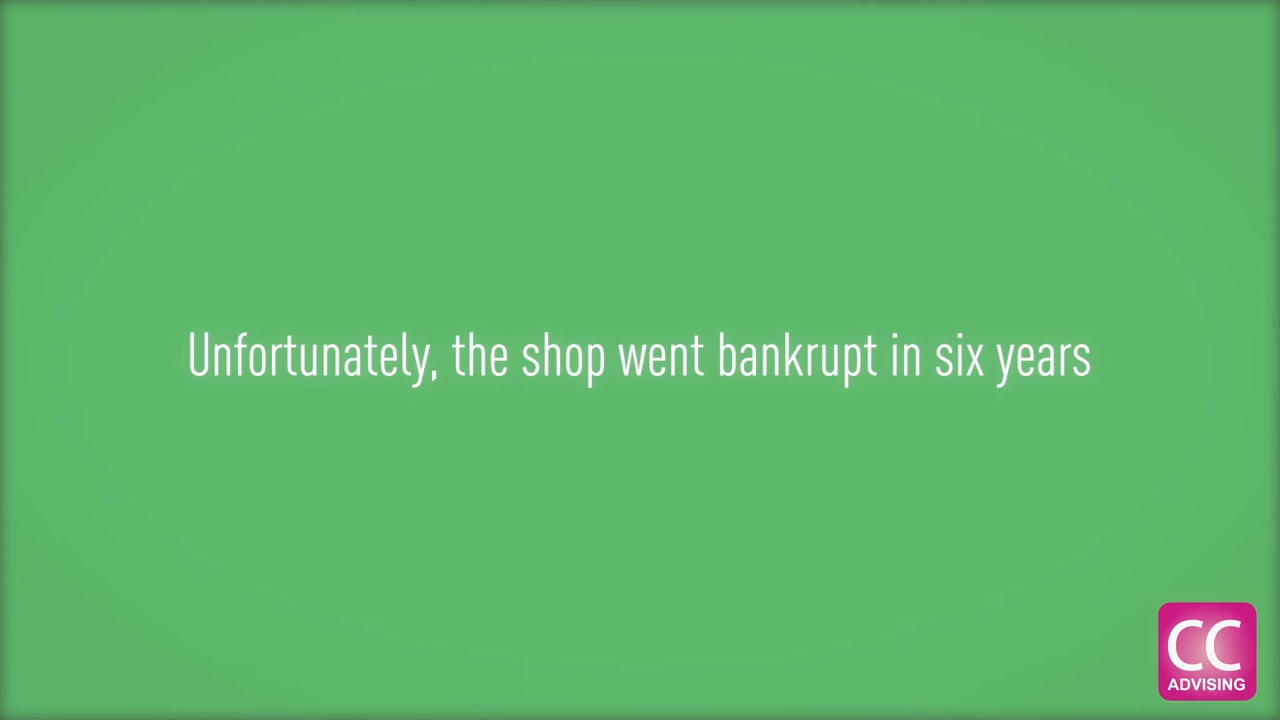 Unfortunately, the shop went bankrupt in six years
CC
ADVISING